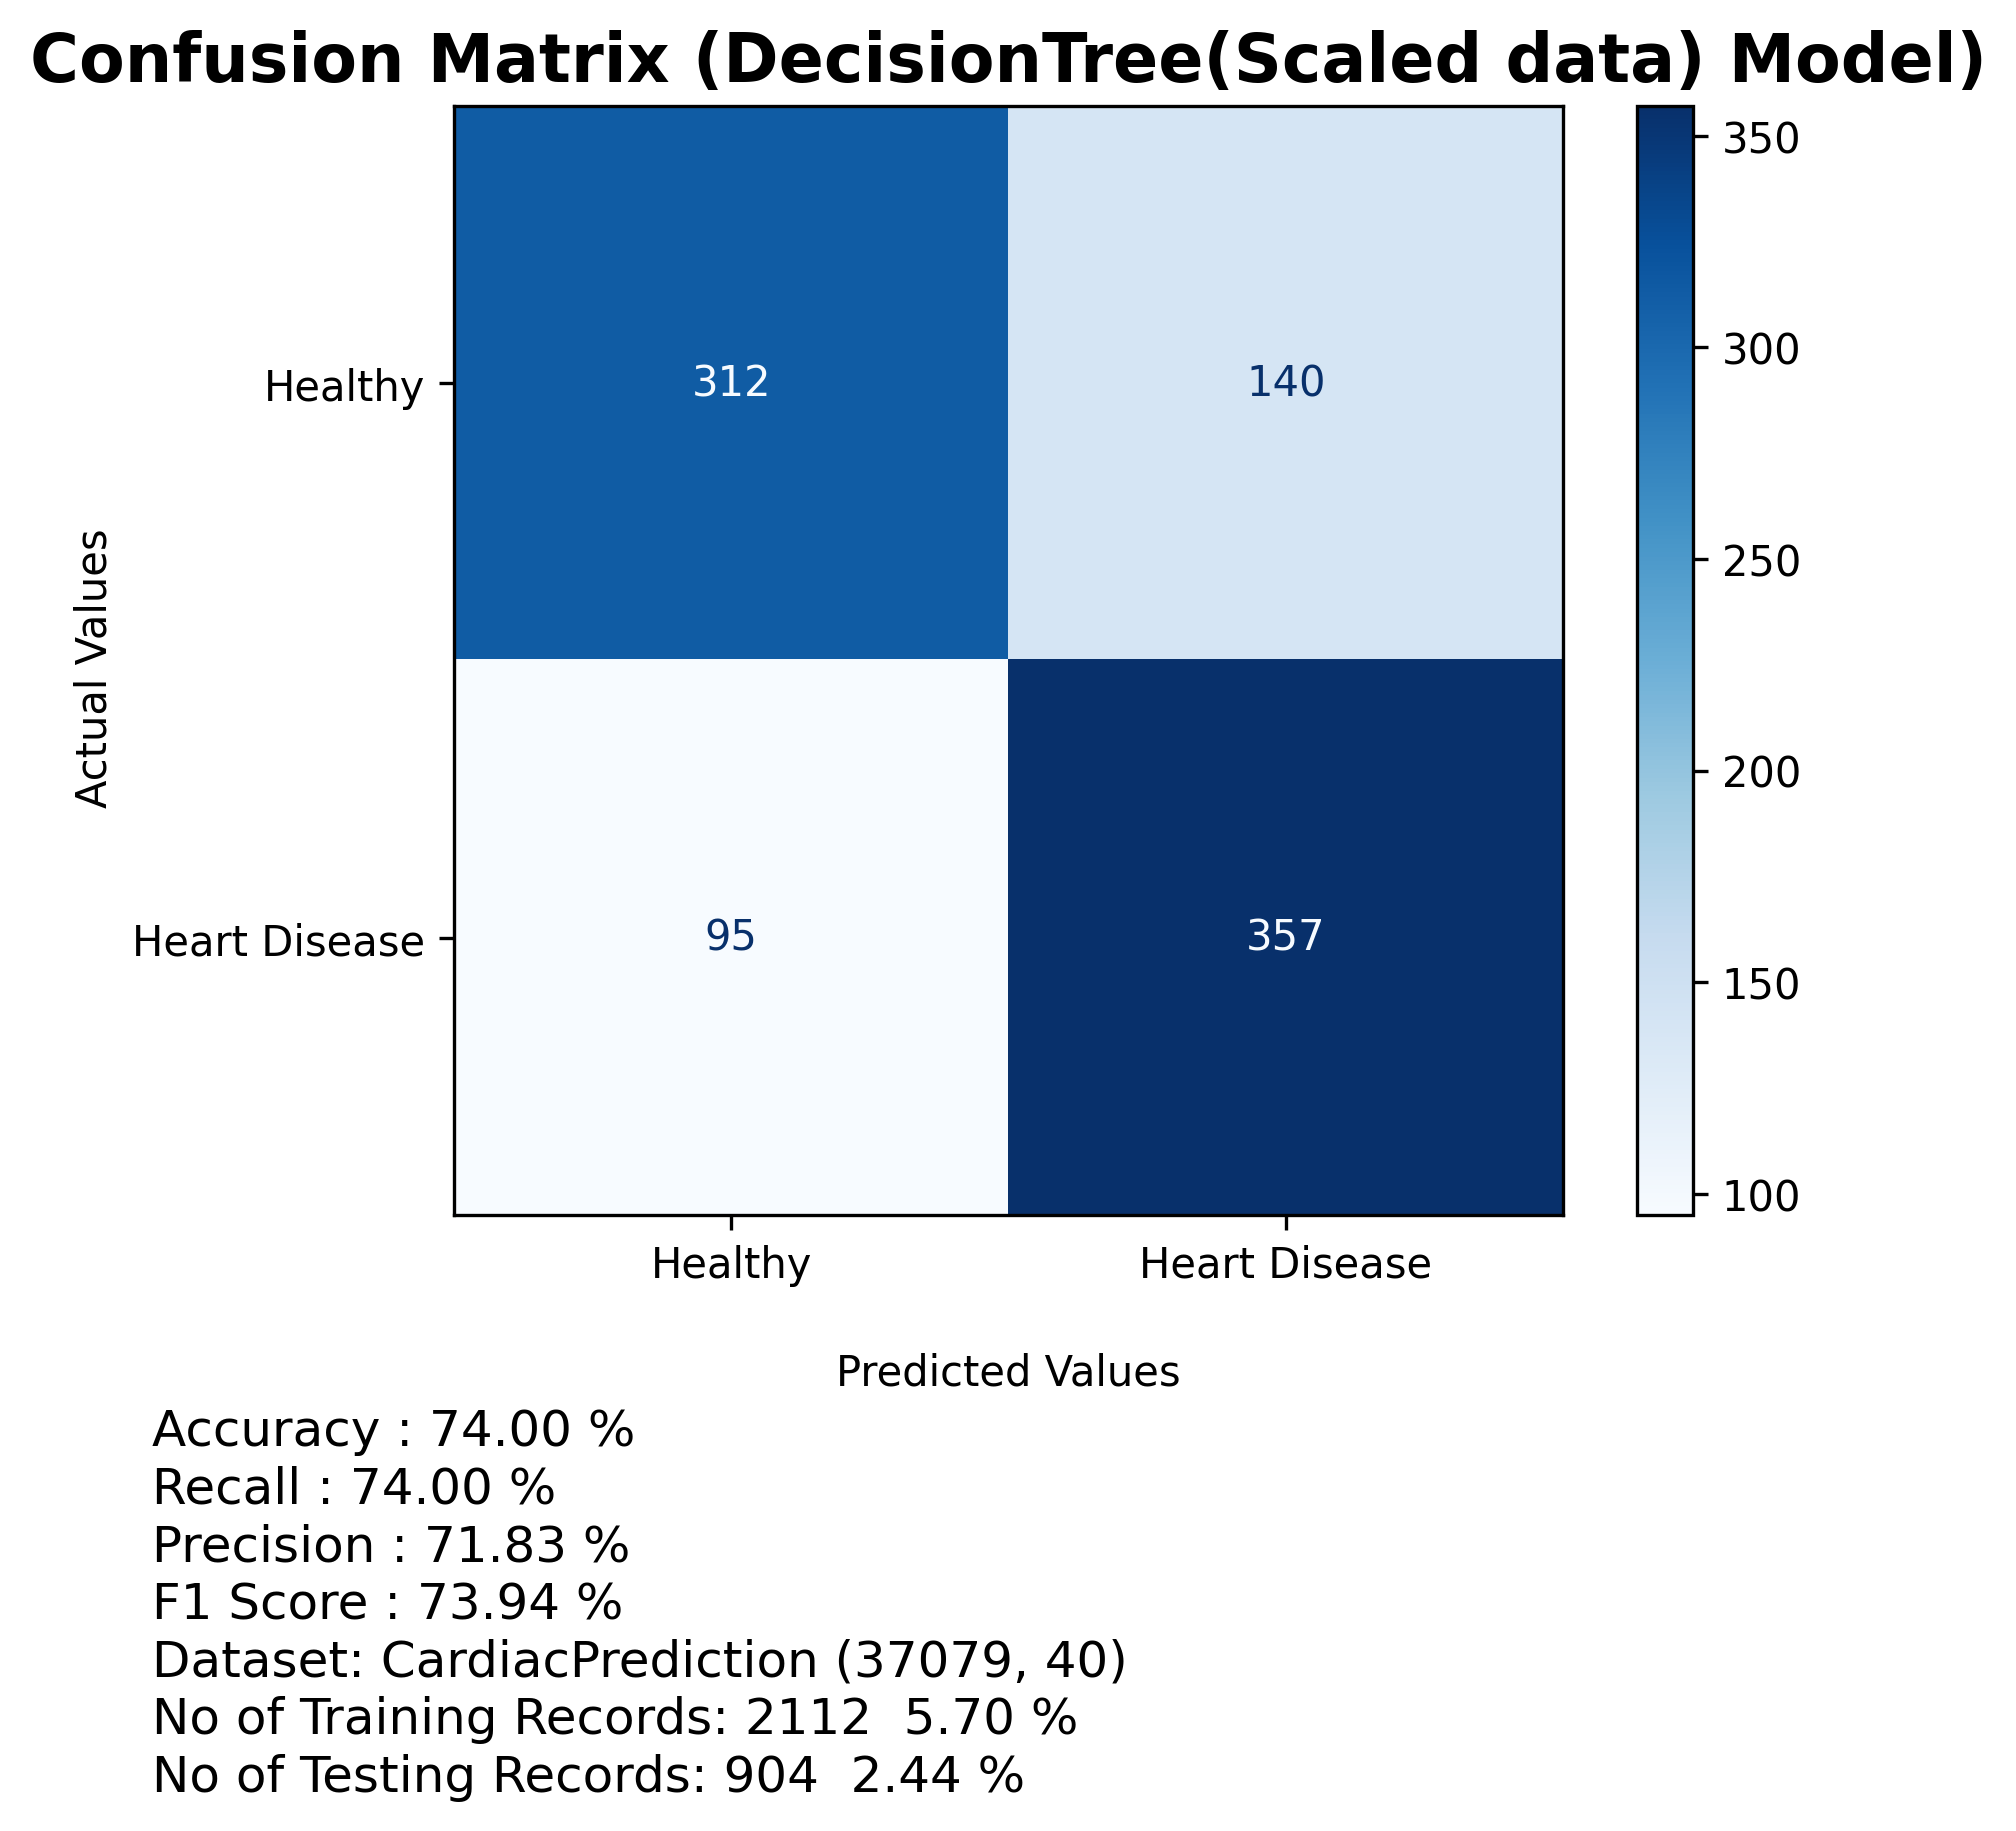 Confusion Matrix (DecisionTree(Scaled data) Model)
Actual Values
Healthy
312
140
Heart Disease
95
357
350
300
250
200
150
100
Healthy
Heart Disease
Predicted Values
Accuracy : 74.00 %
Recall : 74.00 %
Precision : 71.83 %
F1 Score : 73.94 %
Dataset: CardiacPrediction (37079, 40)
No of Training Records: 2112  5.70 %
No of Testing Records: 904  2.44 %